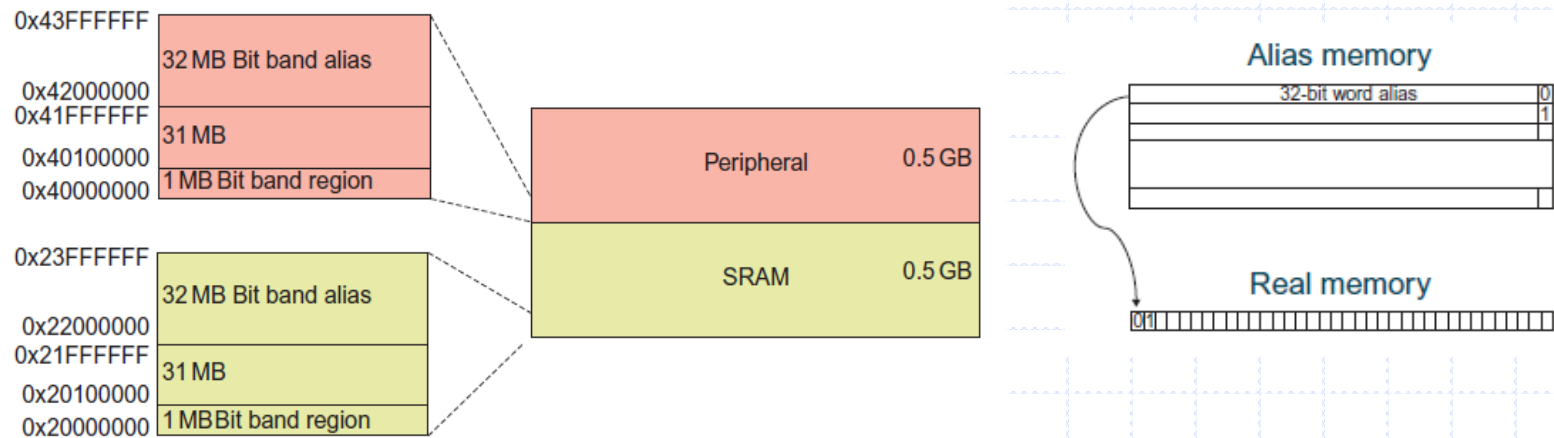 0x43FFFFFF
32 MB Bit band alias
0x42000000
0x41FFFFFF
31 MB
0x40100000
1 MB Bit band region
0x40000000
0x23FFFFFF
32 MB Bit band alias
0x22000000
0x21FFFFFF
31 MB
0x20100000
1 MBBit band region
0x20000000
Peripheral 0.5 GB
SRAM 0.5 GB
Alias memory
32-bit word alias 0
1
Real memory
0 1